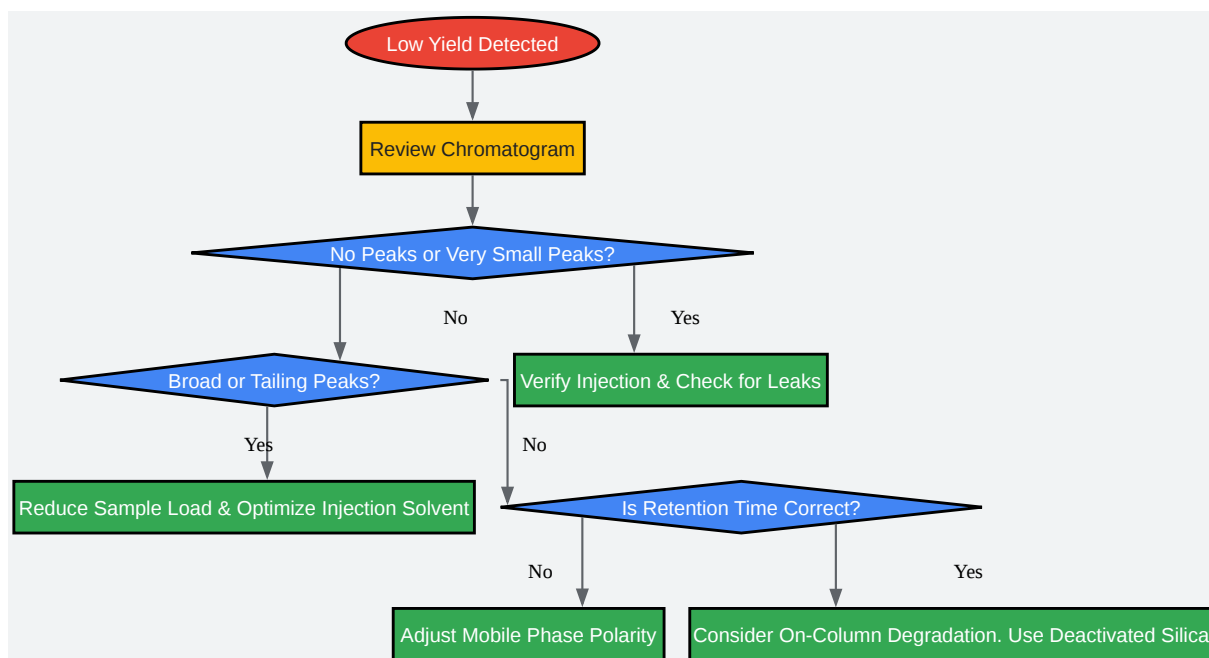 Low Yield Detected
Review Chromatogram
No Peaks or Very Small Peaks?
No
Yes
Broad or Tailing Peaks?
Verify Injection & Check for Leaks
Yes
No
Reduce Sample Load & Optimize Injection Solvent
Is Retention Time Correct?
No
Yes
Adjust Mobile Phase Polarity
Consider On-Column Degradation. Use Deactivated Silica